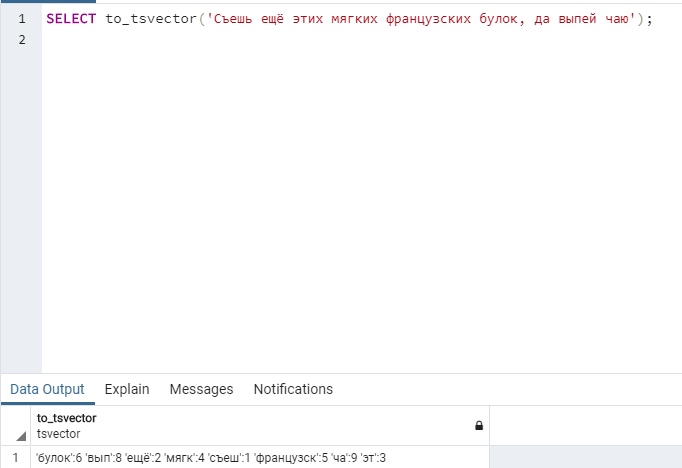 1 SELECT to_tsvector('Съешь ещё этих мягких французских булок, да выпей чаю');
2
Data Output Explain Messages Notifications
to_tsvector
tsvector
1 'булок':6 'вып':8 'ещё':2 'мягк':4 'съеш':1 'французск':5 'ча':9 'эт':3